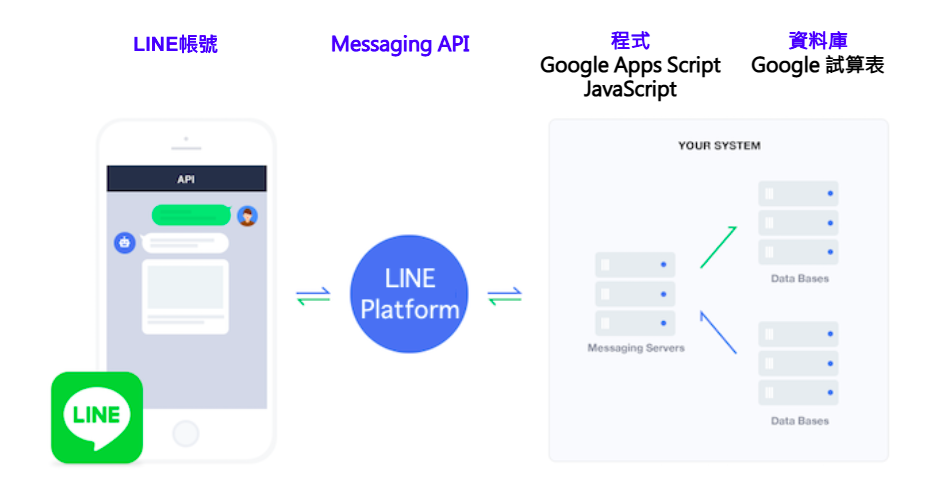 LINE帳號
Messaging API
程式
Google Apps Script
JavaScript
資料庫
Google 試算表
API
LINE
LINE
Platform
YOUR SYSTEM
Messaging Servers
Data Bases
Data Bases